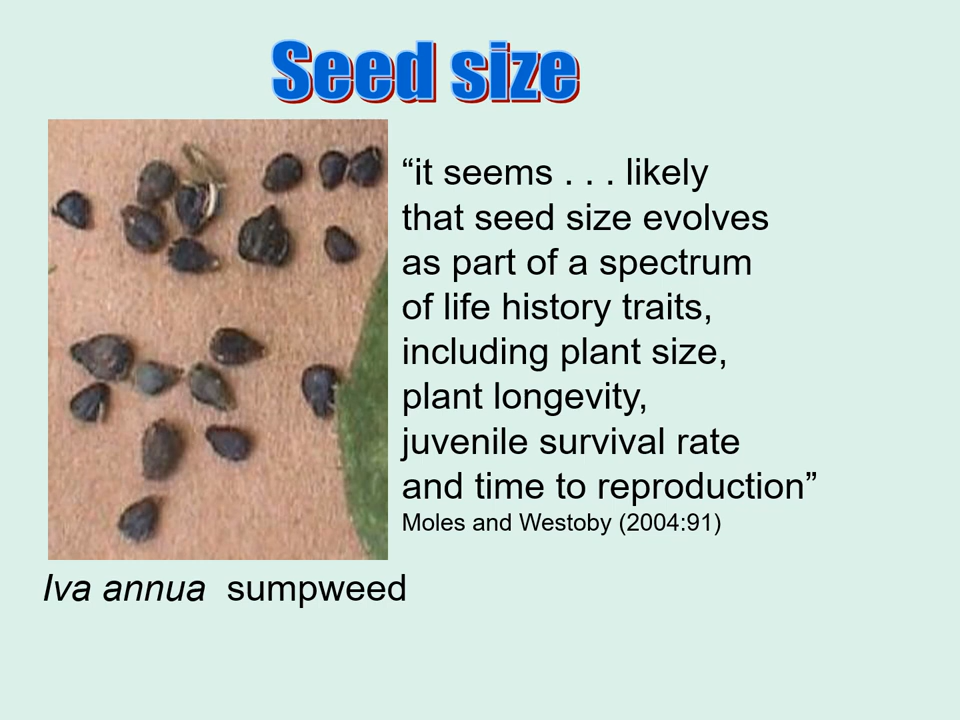 Seed size
“it seems . . . likely
that seed size evolves
as part of a spectrum
of life history traits,
including plant size,
plant longevity,
juvenile survival rate
and time to reproduction”
Moles and Westoby (2004:91)
Iva annua sumpweed